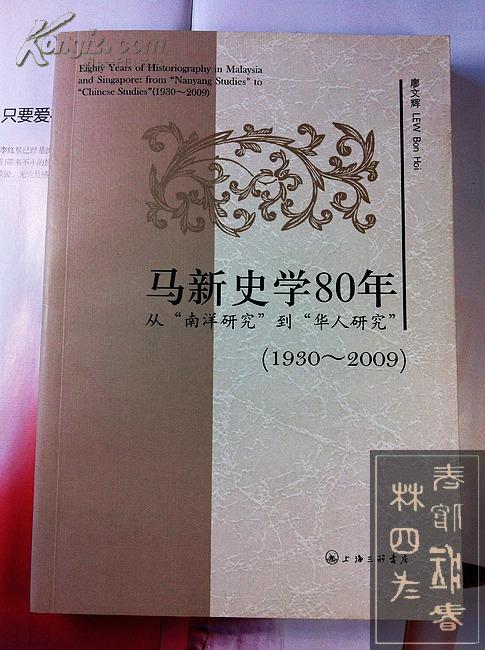 Kongfz.com
Eighty Years of Historiography in Malaysia
and Singapore: from "Nanyang Studies" to
"Chinese Studies"(1930～2009)
廖文辉 LEW Bon Hoi
只要爱
马新史学80年
从“南洋研究”到“华人研究”
(1930～2009)
上海三联书店